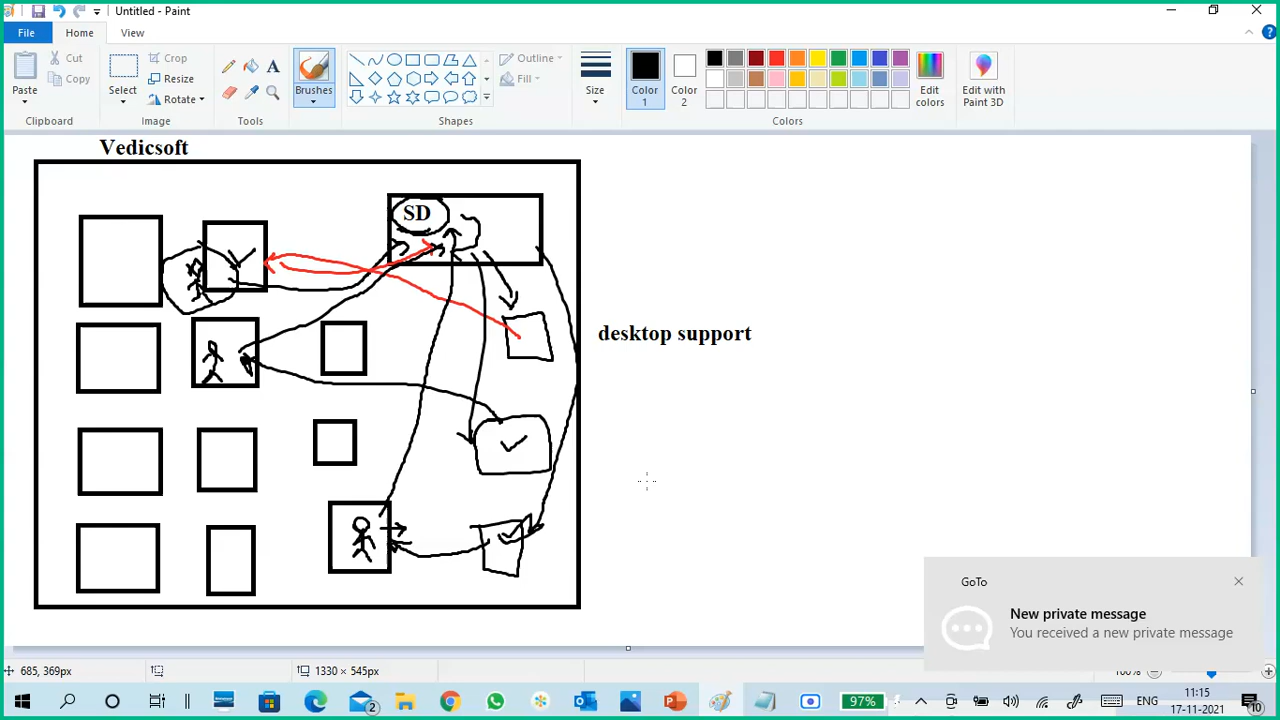 Untitled - Paint
File
Home
View
Paste
Cut
Copy
Clipboard
Select
Crop
Resize
Rotate
Image
A
Tools
Brushes
Shapes
Outline
Fill
Size
Color 1
Color 2
Edit colors
Edit with Paint 3D
Colors
Vedicsoft
SD
desktop support
GoTo
New private message
You received a new private message
685, 369px
1330 × 545px
100%
2
97%
ENG
11:15
17-11-2021
10